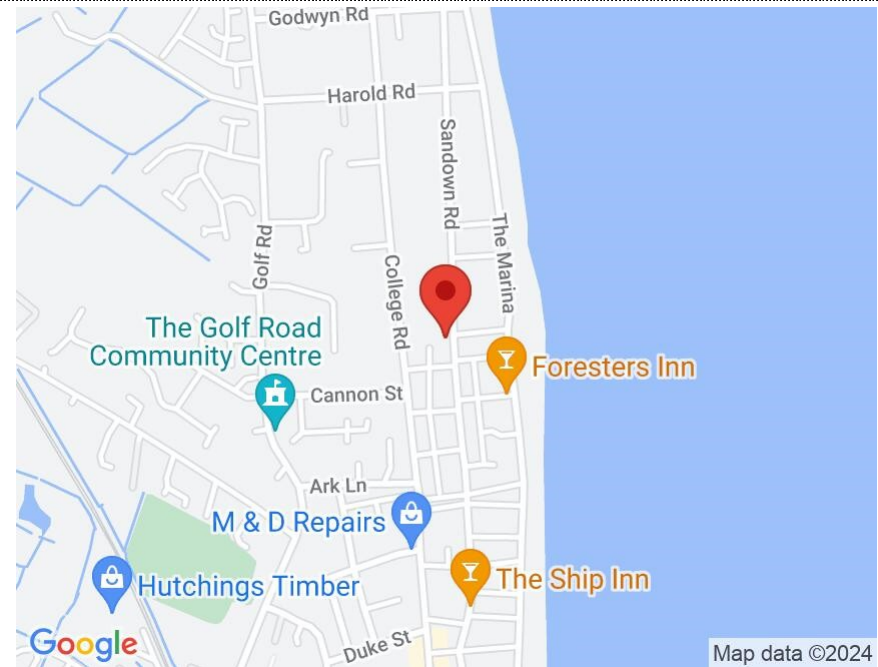 Godwyn Rd
Harold Rd
Sandown Rd
The Marina
Golf Rd
College Rd
The Golf Road
Community Centre
Foresters Inn
Cannon St
Ark Ln
M & D Repairs
Hutchings Timber
The Ship Inn
Duke St
Google
Map data ©2024